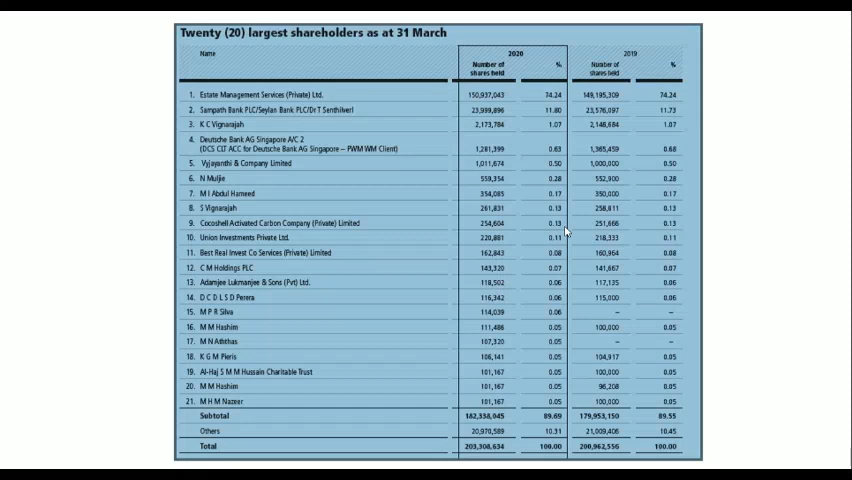 Twenty (20) largest shareholders as at 31 March
Name 2020 2019
Number of shares held % Number of shares held %
1. Estate Management Services (Private) Ltd. 150,937,043 74.24 149,195,309 74.24
2. Sampath Bank PLC/Seylan Bank PLC/Dr T Senthilverl 23,999,896 11.80 23,576,097 11.73
3. K C Vignarajah 2,173,784 1.07 2,148,684 1.07
4. Deutsche Bank AG Singapore A/C 2
(DCS CLT ACC for Deutsche Bank AG Singapore – PWM WM Client) 1,281,399 0.63 1,365,459 0.68
5. Vyjayanthi & Company Limited 1,011,674 0.50 1,000,000 0.50
6. N Muljie 559,354 0.28 552,900 0.28
7. M I Abdul Hameed 354,085 0.17 350,000 0.17
8. S Vignarajah 261,831 0.13 258,811 0.13
9. Cocoshell Activated Carbon Company (Private) Limited 254,604 0.13 251,666 0.13
10. Union Investments Private Ltd. 220,881 0.11 218,333 0.11
11. Best Real Invest Co Services (Private) Limited 162,843 0.08 160,964 0.08
12. C M Holdings PLC 143,320 0.07 141,667 0.07
13. Adamjee Lukmanjee & Sons (Pvt) Ltd. 118,502 0.06 117,135 0.06
14. D C D L S D Perera 116,342 0.06 115,000 0.06
15. M P R Silva 114,039 0.06 – –
16. M M Hashim 111,486 0.05 100,000 0.05
17. M N Aththas 107,320 0.05 – –
18. K G M Pieris 106,141 0.05 104,917 0.05
19. Al-Haj S M M Hussain Charitable Trust 101,167 0.05 100,000 0.05
20. M M Hashim 101,167 0.05 96,208 0.05
21. M H M Nazeer 101,167 0.05 100,000 0.05
Subtotal 182,338,045 89.69 179,953,150 89.55
Others 20,970,589 10.31 21,009,406 10.45
Total 203,308,634 100.00 200,962,556 100.00